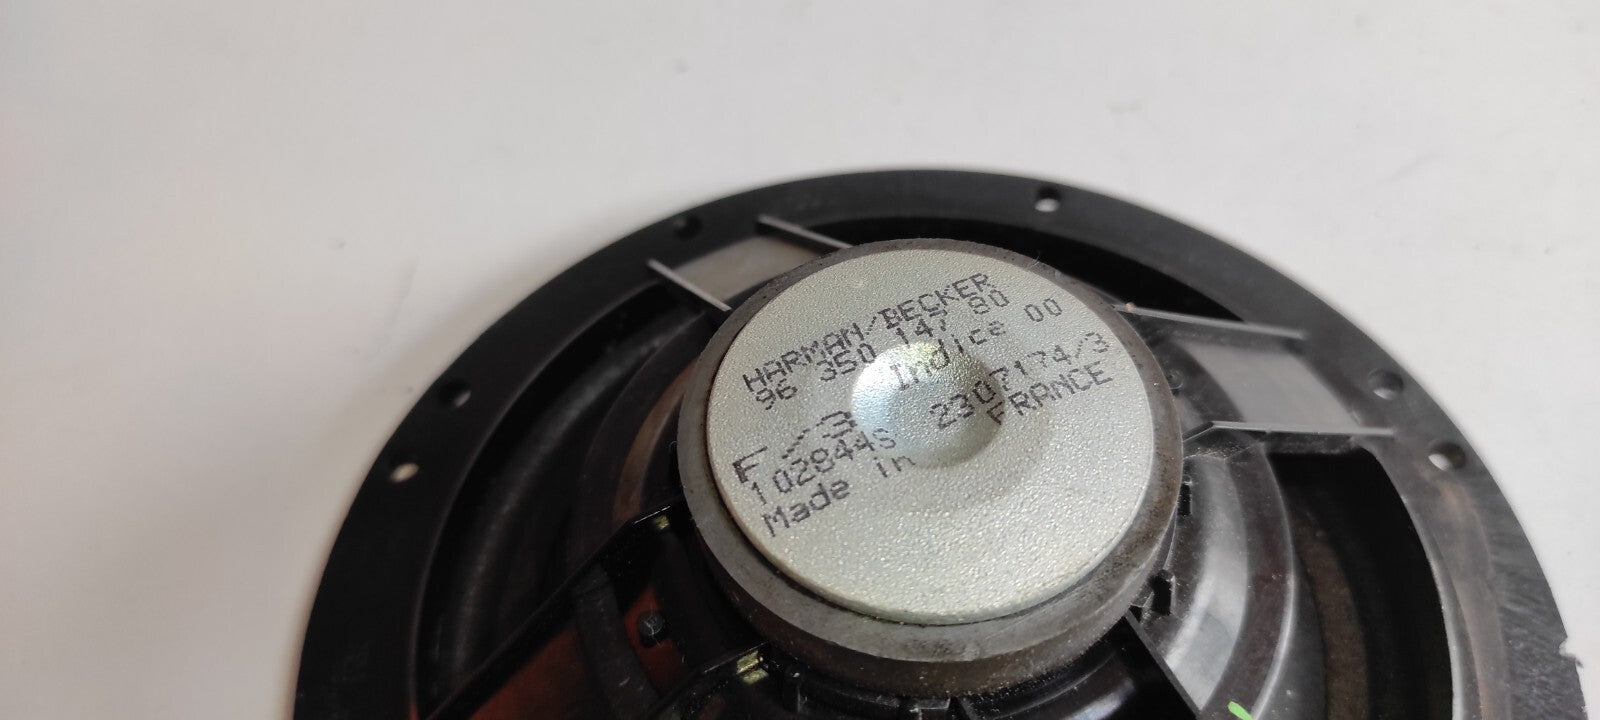 HARMAN/BECKER
96 350 147 80
Indice 00
102844S 2307174/3
Made in FRANCE